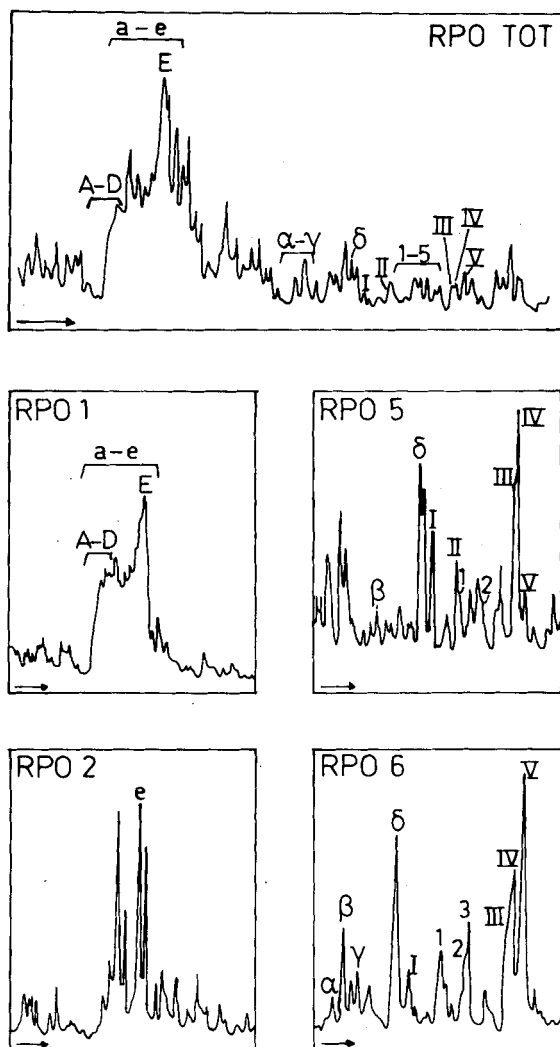 RPO TOT
a-e
E
A-D
α-γ
δ
I
II
1-5
III
IV
V
RPO 1
a-e
E
A-D
RPO 5
β
δ
I
II
1
2
III
IV
V
RPO 2
e
RPO 6
α
β
γ
δ
I
1
2
3
III
IV
V